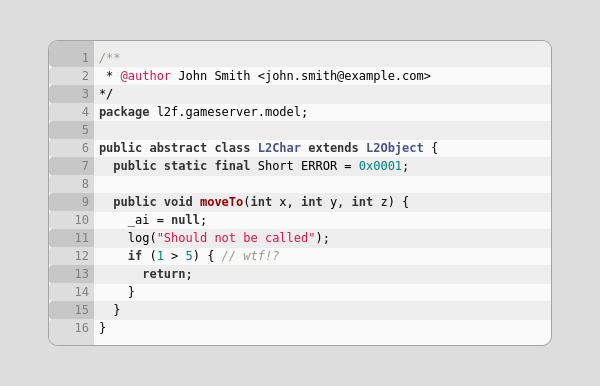 1 /**
2  * @author John Smith <john.smith@example.com>
3 */
4 package l2f.gameserver.model;
5
6 public abstract class L2Char extends L2Object {
7   public static final Short ERROR = 0x0001;
8
9   public void moveTo(int x, int y, int z) {
10     _ai = null;
11     log("Should not be called");
12     if (1 > 5) { // wtf!?
13       return;
14     }
15   }
16 }